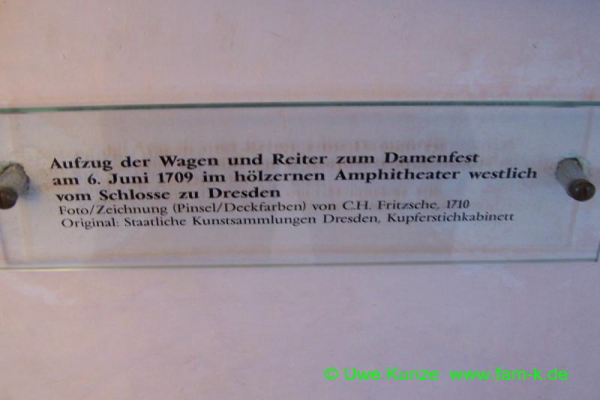 Aufzug der Wagen und Reiter zum Damenfest
am 6. Juni 1709 im hölzernen Amphitheater westlich
vom Schlosse zu Dresden
Foto/Zeichnung (Pinsel/Deckfarben) von C.H. Fritzsche, 1710
Original: Staatliche Kunstsammlungen Dresden, Kupferstichkabinett
© Uwe Konze www.5im-k.de